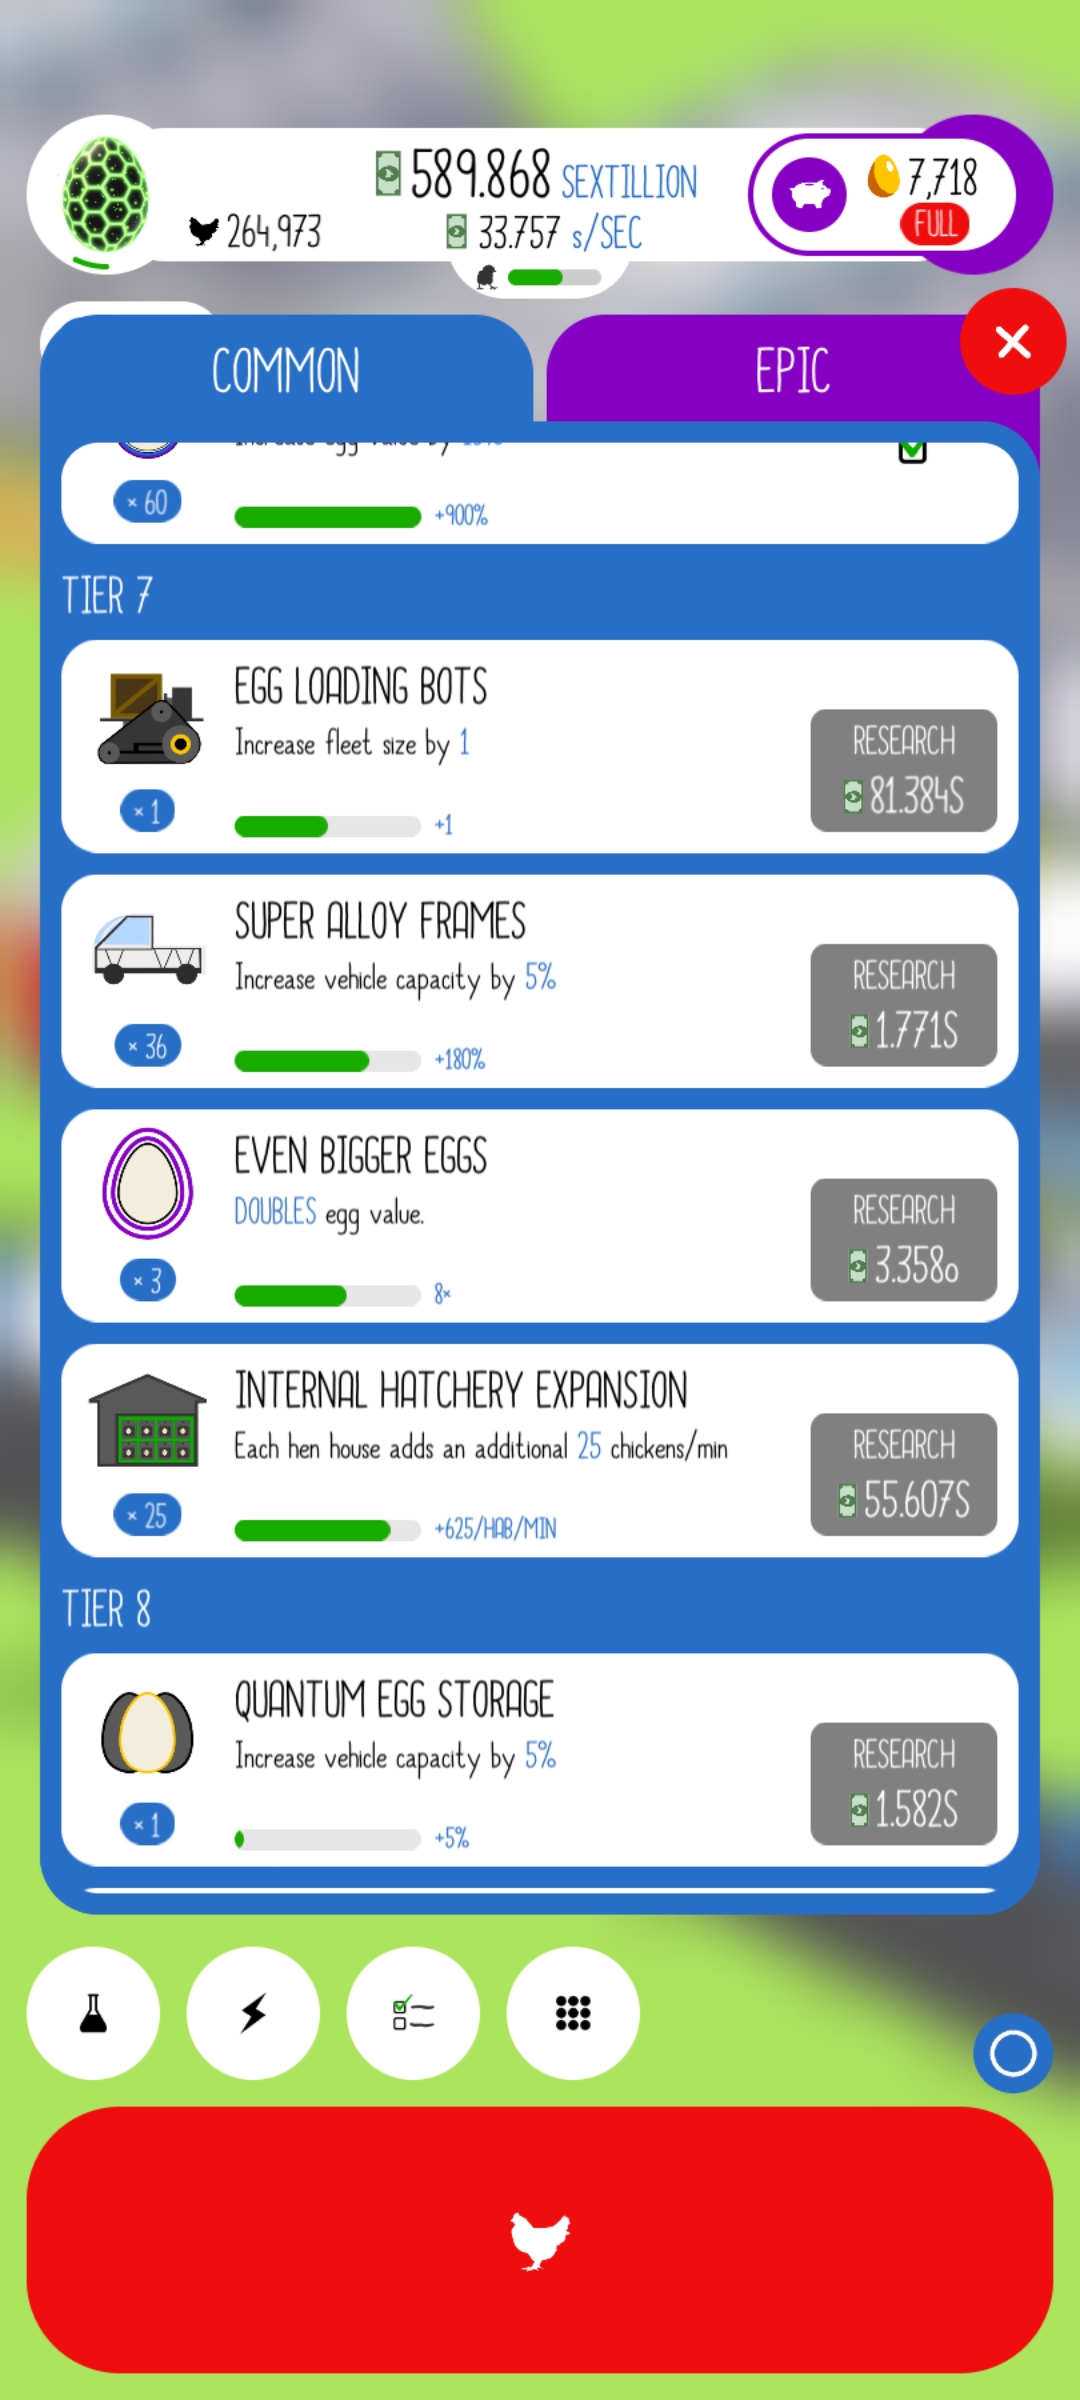 589.868 SEXTILLION
7,718
264,973
33.757 s/SEC
FULL
COMMON
EPIC
Increase egg value by
× 60
+900%
TIER 7
EGG LOADING BOTS
Increase fleet size by 1
RESEARCH
81.384S
× 1
+1
SUPER ALLOY FRAMES
Increase vehicle capacity by 5%
RESEARCH
1.771S
× 36
+180%
EVEN BIGGER EGGS
DOUBLES egg value.
RESEARCH
3.358o
× 3
8×
INTERNAL HATCHERY EXPANSION
Each hen house adds an additional 25 chickens/min
RESEARCH
55.607S
× 25
+625/HAB/MIN
TIER 8
QUANTUM EGG STORAGE
Increase vehicle capacity by 5%
RESEARCH
1.582S
× 1
+5%